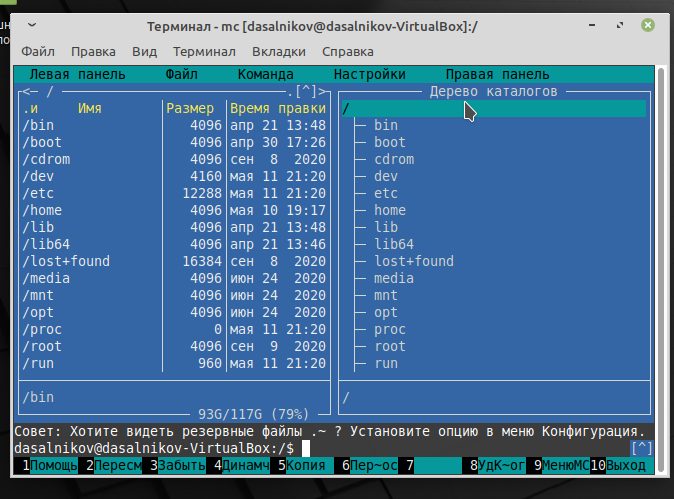 Терминал - mc [dasalnikov@dasalnikov-VirtualBox]:/
Файл Правка Вид Терминал Вкладки Справка
Левая панель Файл Команда Настройки Правая панель
<─ / .[^]> Дерево каталогов
.и Имя Размер Время правки /
/bin 4096 апр 21 13:48 bin
/boot 4096 апр 30 17:26 boot
/cdrom 4096 сен 8 2020 cdrom
/dev 4160 мая 11 21:20 dev
/etc 12288 мая 11 21:20 etc
/home 4096 мая 10 19:17 home
/lib 4096 апр 21 13:48 lib
/lib64 4096 апр 21 13:46 lib64
/lost+found 16384 сен 8 2020 lost+found
/media 4096 июн 24 2020 media
/mnt 4096 июн 24 2020 mnt
/opt 4096 июн 24 2020 opt
/proc 0 мая 11 21:20 proc
/root 4096 сен 9 2020 root
/run 960 мая 11 21:20 run
/bin /
93G/117G (79%)
Совет: Хотите видеть резервные файлы .~ ? Установите опцию в меню Конфигурация.
dasalnikov@dasalnikov-VirtualBox:/$ [^]
1Помощь 2Пересм 3Забыть 4Динамч 5Копия 6Пер~ос 7 8УдК~ог 9МенюМС 10Выход